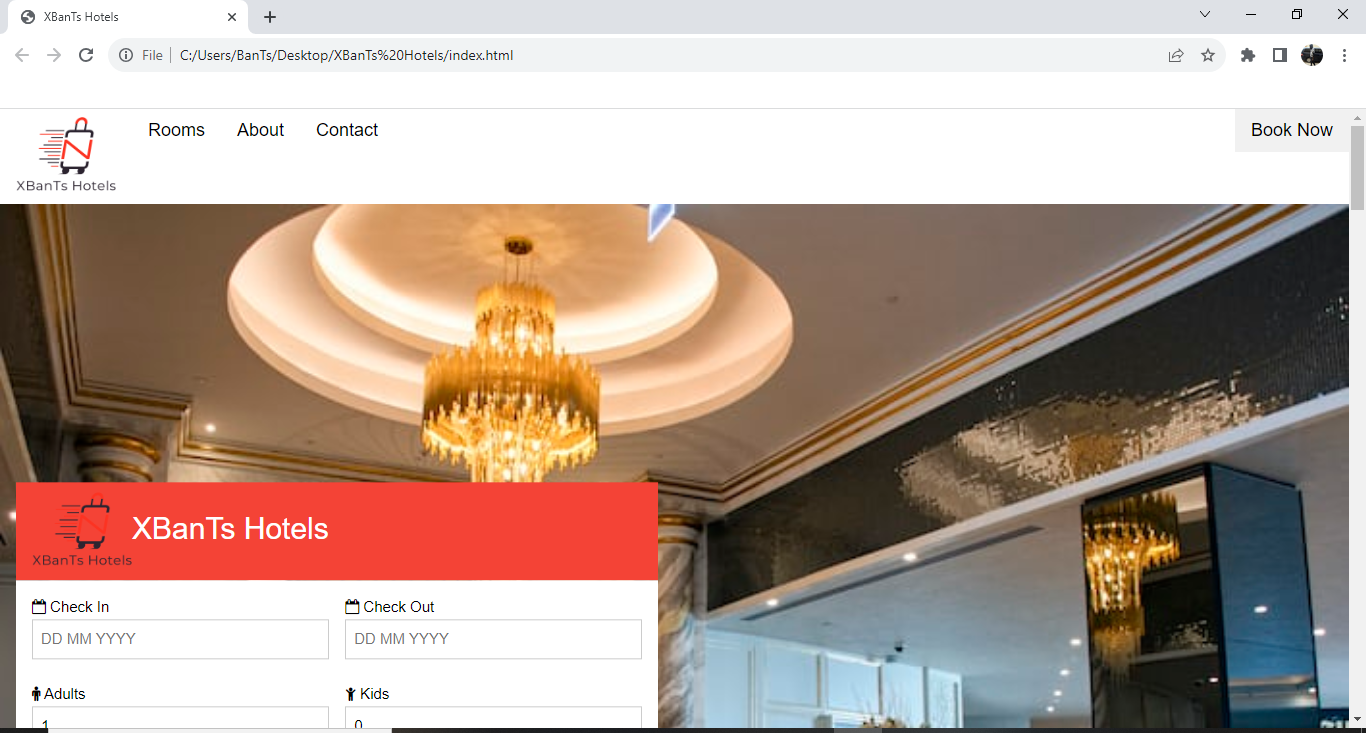 XBanTs Hotels
File
C:/Users/BanTs/Desktop/XBanTs%20Hotels/index.html
Rooms About Contact Book Now
XBanTs Hotels
XBanTs Hotels
XBanTs Hotels
Check In Check Out
DD MM YYYY DD MM YYYY
Adults Kids
1 0